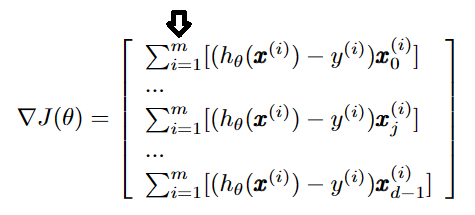 ∑_{i=1}^{m}[(h_θ(x^{(i)}) − y^{(i)})x_0^{(i)}]
...
∇J(θ) = ∑_{i=1}^{m}[(h_θ(x^{(i)}) − y^{(i)})x_j^{(i)}]
...
∑_{i=1}^{m}[(h_θ(x^{(i)}) − y^{(i)})x_{d−1}^{(i)}]